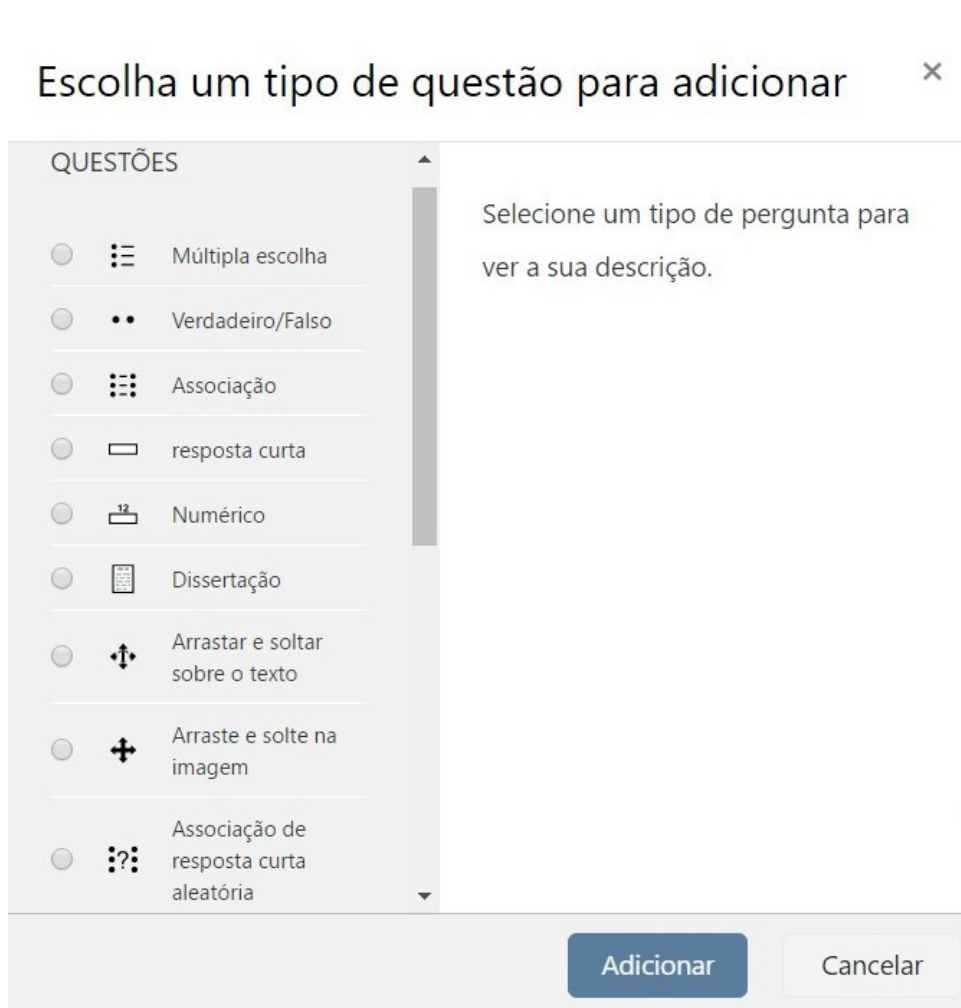 Escolha um tipo de questão para adicionar ×
QUESTÕES
Selecione um tipo de pergunta para
ver a sua descrição.
Múltipla escolha
Verdadeiro/Falso
Associação
resposta curta
12
Numérico
Dissertação
Arrastar e soltar
sobre o texto
Arraste e solte na
imagem
?
Associação de
resposta curta
aleatória
Adicionar
Cancelar